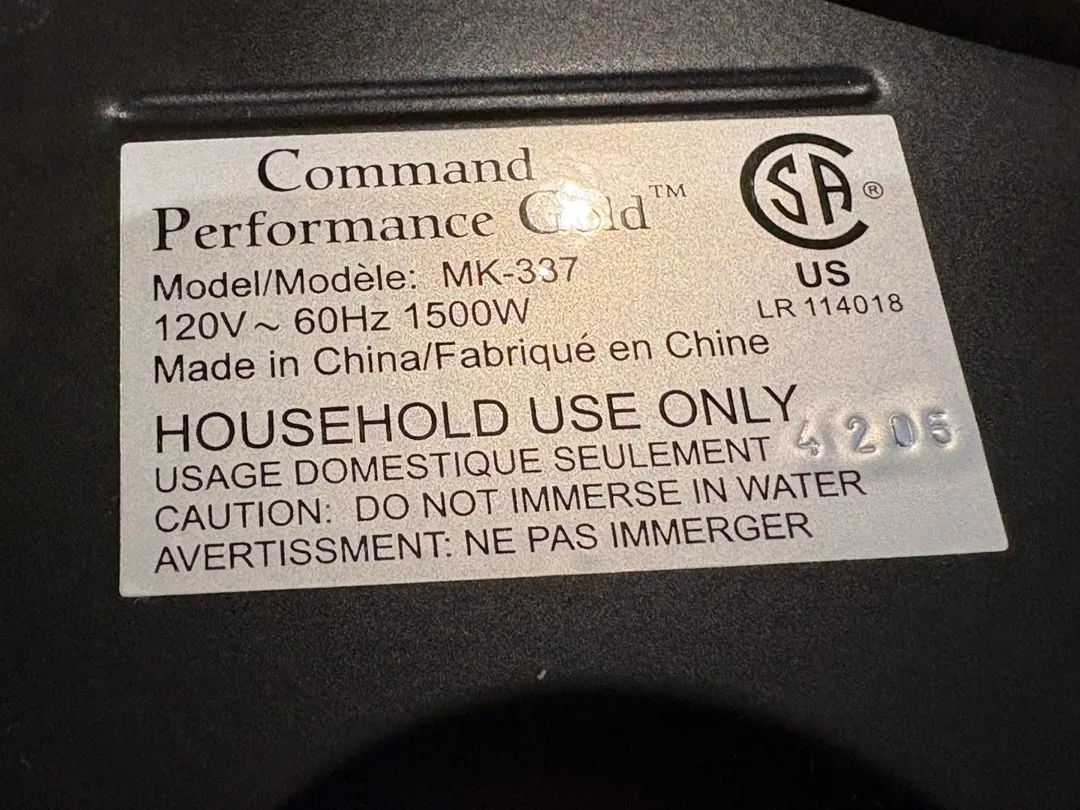 Command
Performance Gold™
Model/Modèle: MK-337
120V~ 60Hz 1500W
Made in China/Fabriqué en Chine
CSA®
US
LR 114018
HOUSEHOLD USE ONLY
USAGE DOMESTIQUE SEULEMENT
4205
CAUTION: DO NOT IMMERSE IN WATER
AVERTISSMENT: NE PAS IMMERGER